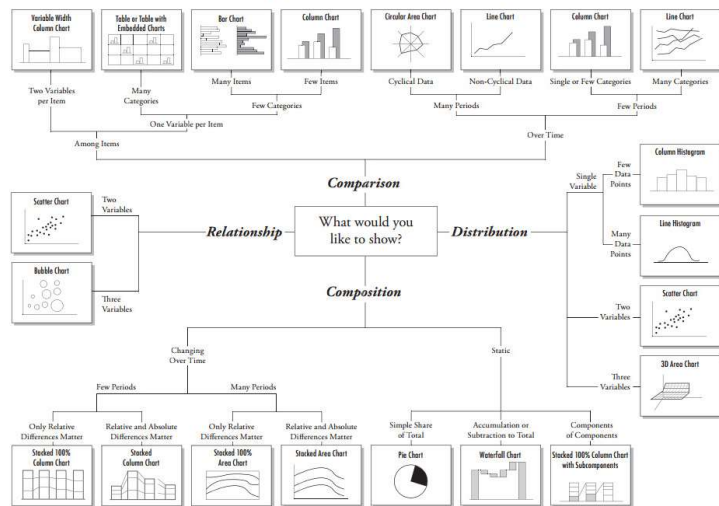 Variable Width
Column Chart
Table or Table with
Embedded Charts
Bar Chart
Column Chart
Circular Area Chart
Line Chart
Column Chart
Line Chart
Two Variables
per Item
Many
Categories
Many Items
Few Items
Cyclical Data
Non-Cyclical Data
Single or Few Categories
Many Categories
Few Categories
Many Periods
Few Periods
One Variable per Item
Among Items
Over Time
Comparison
What would you
like to show?
Relationship
Two
Variables
Scatter Chart
Three
Variables
Bubble Chart
Distribution
Single
Variable
Few
Data
Points
Column Histogram
Many
Data
Points
Line Histogram
Two
Variables
Scatter Chart
Three
Variables
3D Area Chart
Composition
Changing
Over Time
Static
Few Periods
Many Periods
Only Relative
Differences Matter
Relative and Absolute
Differences Matter
Only Relative
Differences Matter
Relative and Absolute
Differences Matter
Simple Share
of Total
Accumulation or
Subtraction to Total
Components
of Components
Stacked 100%
Column Chart
Stacked
Column Chart
Stacked 100%
Area Chart
Stacked Area Chart
Pie Chart
Waterfall Chart
Stacked 100% Column Chart
with Subcomponents